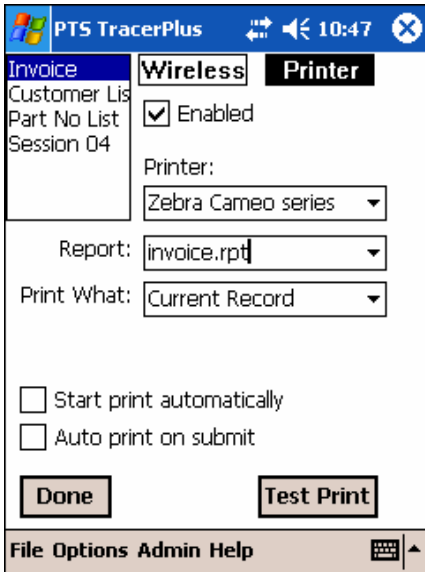 PTS TracerPlus 10:47
Invoice
Customer Lis
Part No List
Session 04
Wireless Printer
Enabled
Printer:
Zebra Cameo series
Report: invoice.rpt
Print What: Current Record
Start print automatically
Auto print on submit
Done Test Print
File Options Admin Help